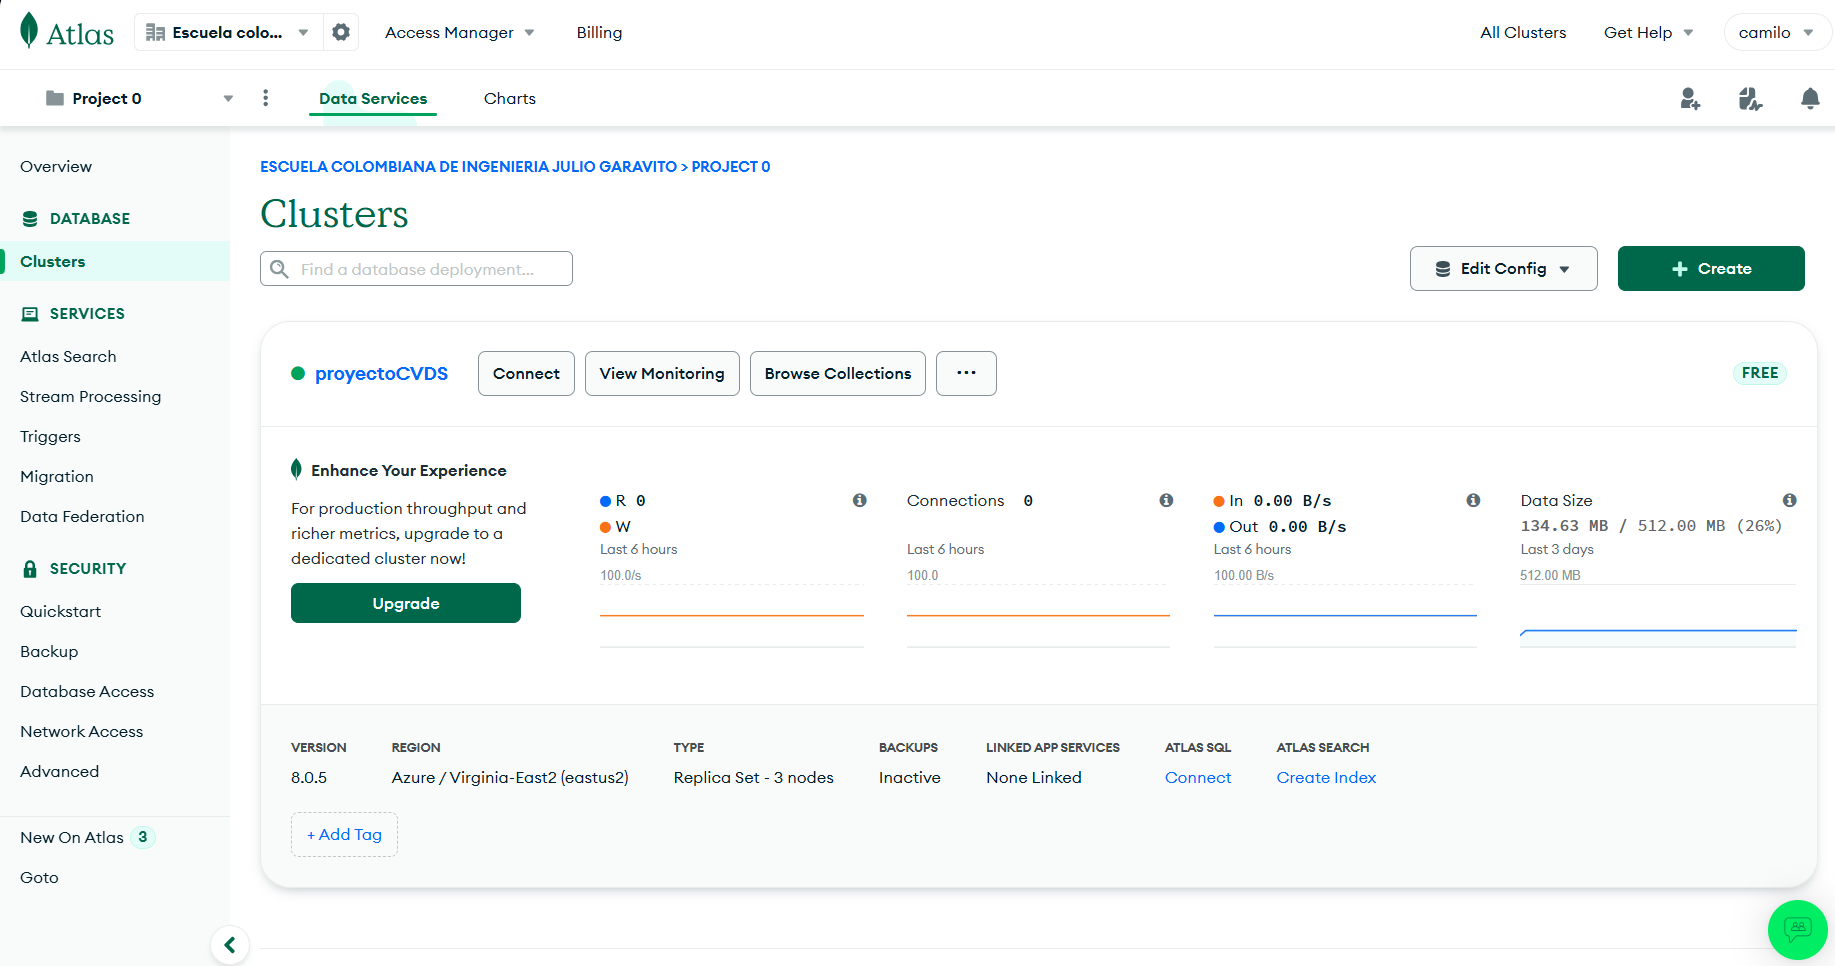 Atlas
Escuela colo...
Access Manager
Billing
All Clusters
Get Help
camilo
Project 0
Data Services
Charts
Overview
DATABASE
Clusters
SERVICES
Atlas Search
Stream Processing
Triggers
Migration
Data Federation
SECURITY
Quickstart
Backup
Database Access
Network Access
Advanced
New On Atlas 3
Goto
ESCUELA COLOMBIANA DE INGENIERIA JULIO GARAVITO > PROJECT 0
Clusters
Find a database deployment...
Edit Config
+ Create
proyectoCVDS
Connect
View Monitoring
Browse Collections
...
FREE
Enhance Your Experience
For production throughput and
richer metrics, upgrade to a
dedicated cluster now!
Upgrade
R 0
W
Last 6 hours
100.0/s
Connections 0
Last 6 hours
100.0
In 0.00 B/s
Out 0.00 B/s
Last 6 hours
100.00 B/s
Data Size
134.63 MB / 512.00 MB (26%)
Last 3 days
512.00 MB
VERSION
8.0.5
REGION
Azure / Virginia-East2 (eastus2)
TYPE
Replica Set - 3 nodes
BACKUPS
Inactive
LINKED APP SERVICES
None Linked
ATLAS SQL
Connect
ATLAS SEARCH
Create Index
+ Add Tag